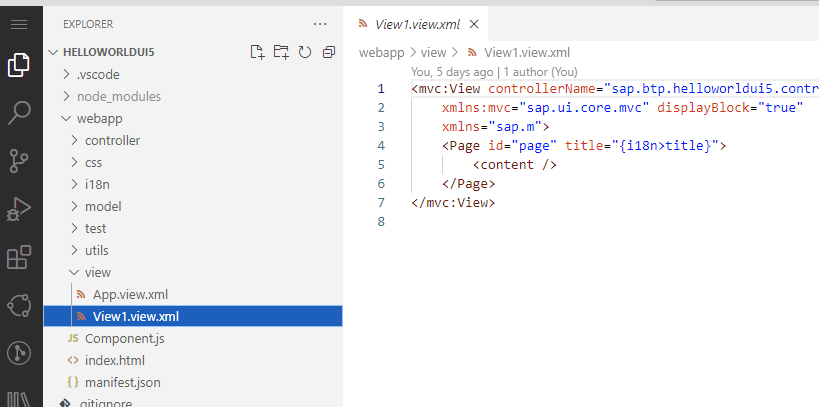 EXPLORER
HELLOWORLDUI5
.vscode
node_modules
webapp
controller
css
i18n
model
test
utils
view
App.view.xml
View1.view.xml
JS Component.js
<> index.html
{} manifest.json
.gitignore
View1.view.xml
webapp > view > View1.view.xml
You, 5 days ago | 1 author (You)
1 <mvc:View controllerName="sap.btp.helloworldui5.contr
2 xmlns:mvc="sap.ui.core.mvc" displayBlock="true"
3 xmlns="sap.m">
4 <Page id="page" title="{i18n>title}">
5 <content />
6 </Page>
7 </mvc:View>
8